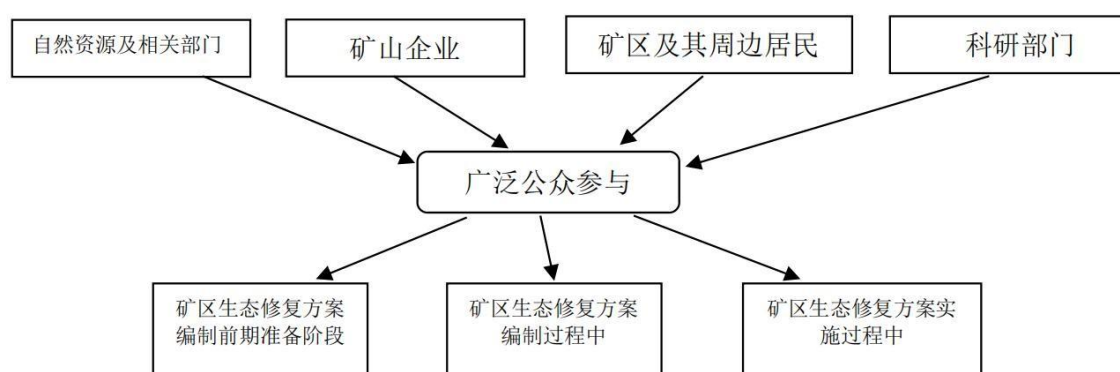 自然资源及相关部门
矿山企业
矿区及其周边居民
科研部门
广泛公众参与
矿区生态修复方案
编制前期准备阶段
矿区生态修复方案
编制过程中
矿区生态修复方案实
施过程中